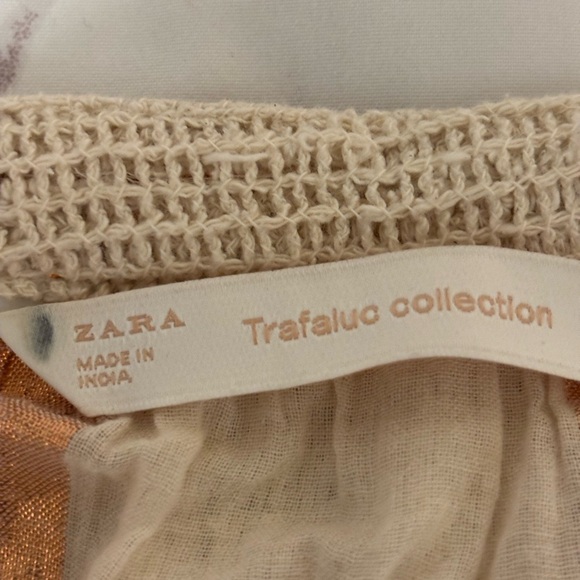 ZARA
MADE IN
INDIA
Trafaluc collection